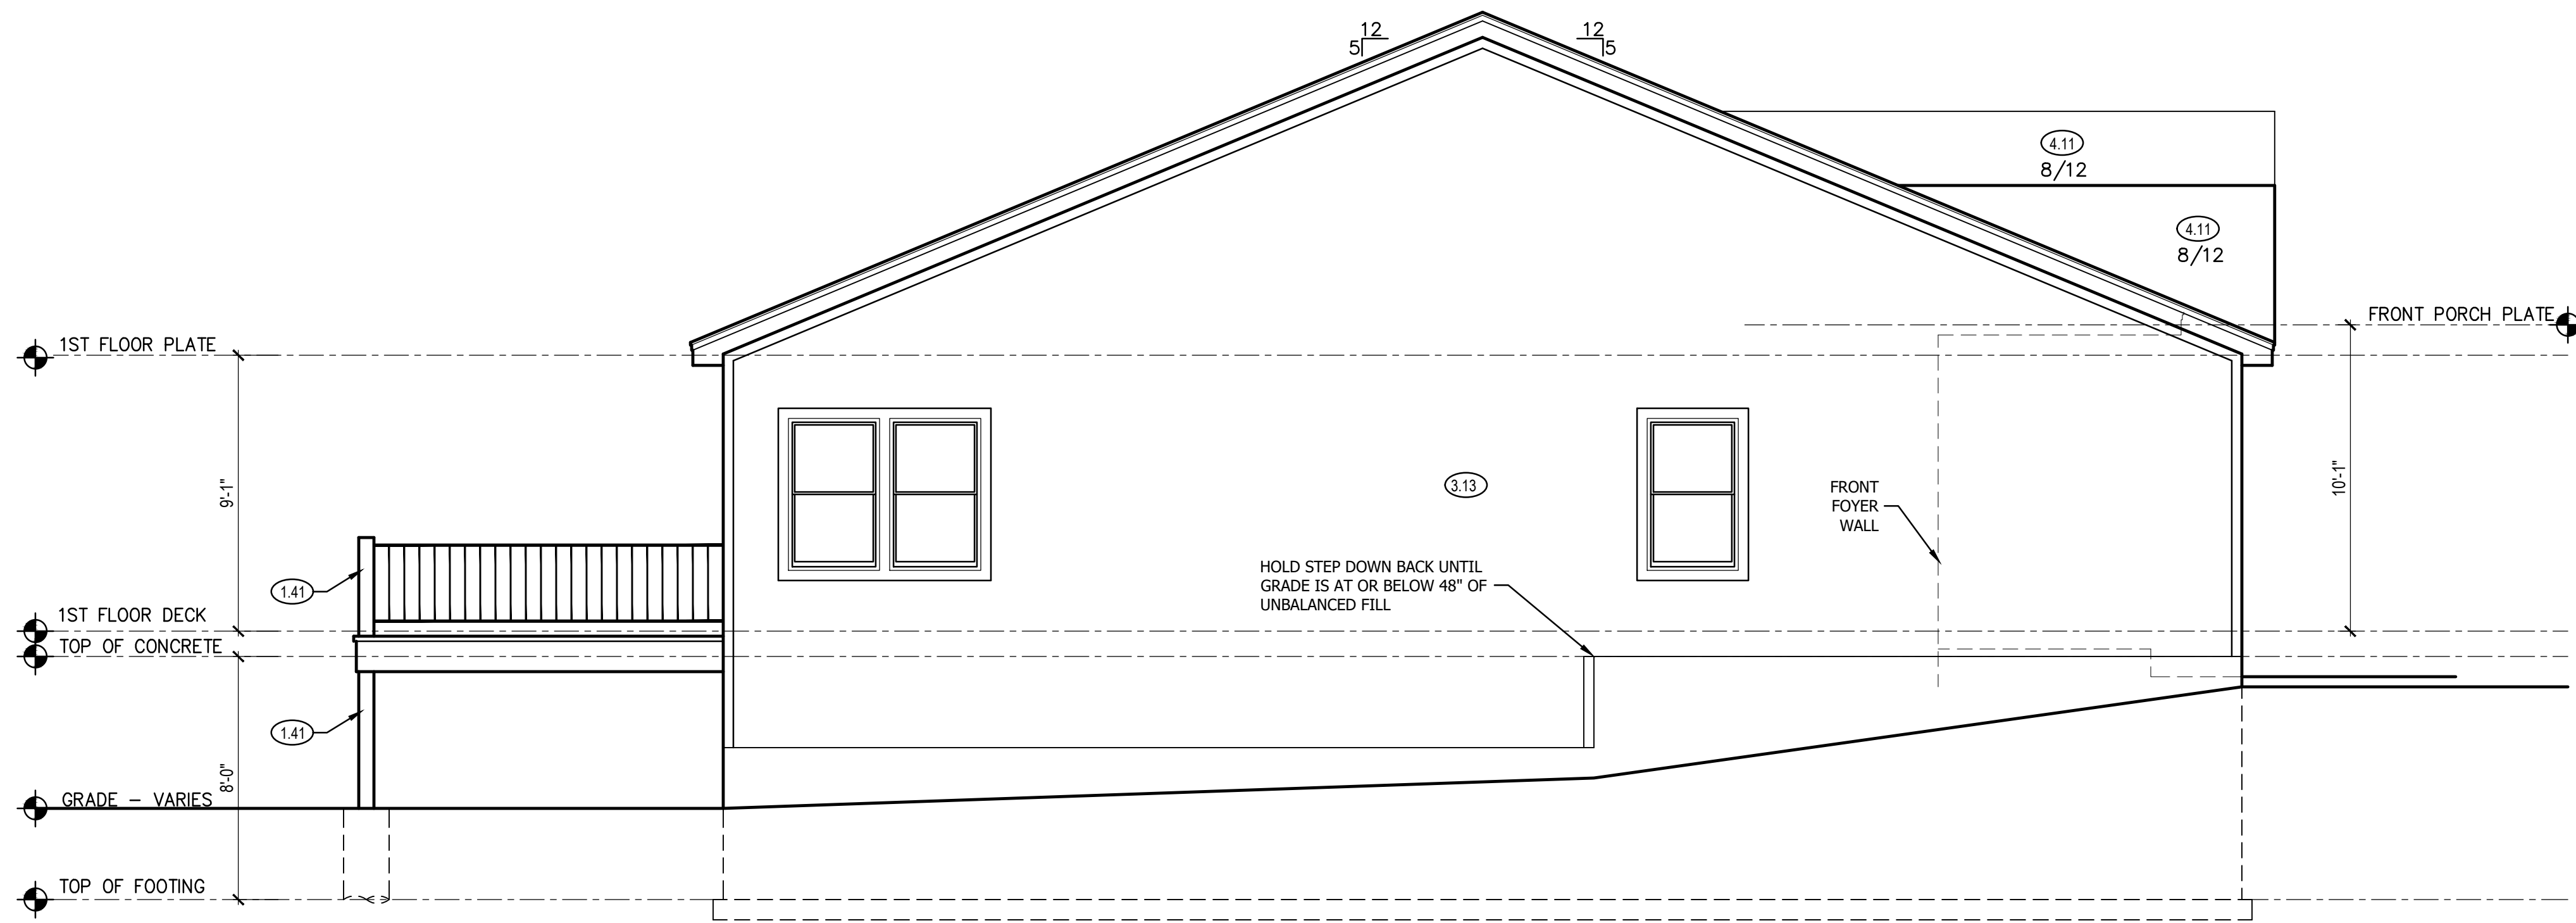 12
5
12
5
4.11
8/12
4.11
8/12
FRONT PORCH PLATE
1ST FLOOR PLATE
9'-1"
10'-1"
3.13
FRONT
FOYER
WALL
HOLD STEP DOWN BACK UNTIL
GRADE IS AT OR BELOW 48" OF
UNBALANCED FILL
1.41
1ST FLOOR DECK
TOP OF CONCRETE
1.41
8'-0"
GRADE - VARIES
TOP OF FOOTING